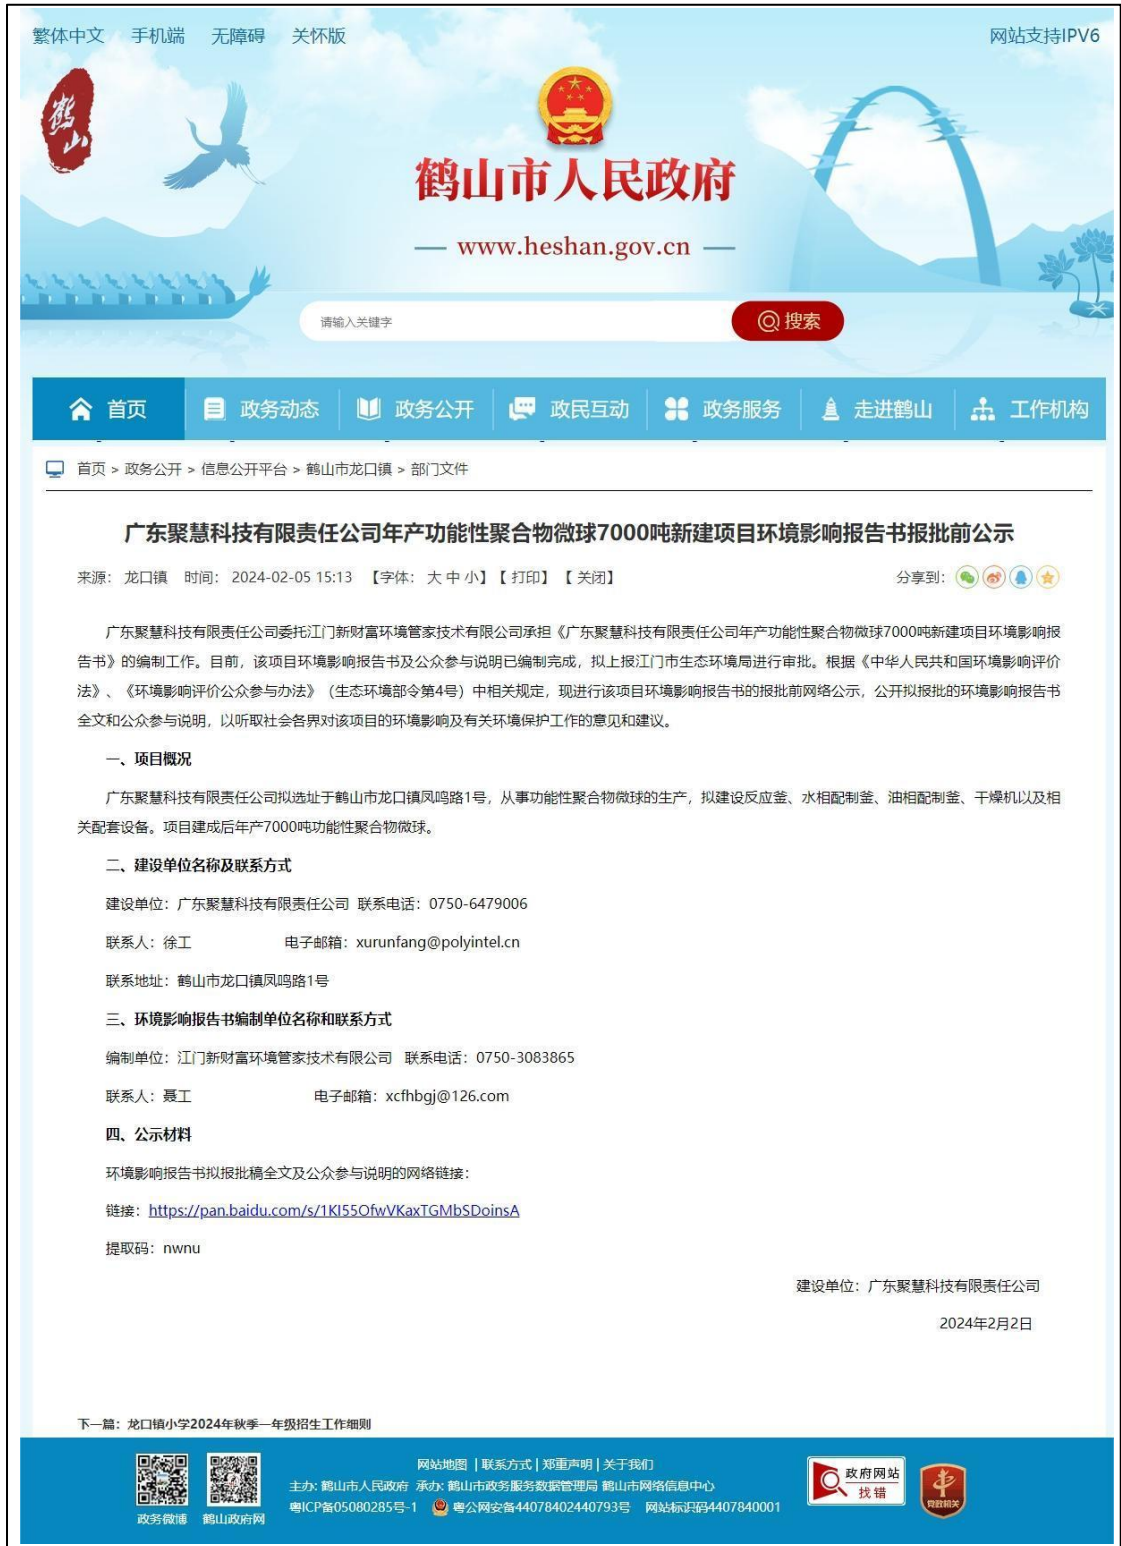 繁体中文 手机端 无障碍 关怀版 网站支持IPV6
鹤山
鹤山市人民政府
www.heshan.gov.cn
请输入关键字 搜索
首页 政务动态 政务公开 政民互动 政务服务 走进鹤山 工作机构
首页 > 政务公开 > 信息公开平台 > 鹤山市龙口镇 > 部门文件
广东聚慧科技有限责任公司年产功能性聚合物微球7000吨新建项目环境影响报告书报批前公示
来源: 龙口镇 时间: 2024-02-05 15:13 【字体: 大 中 小】【 打印】 【 关闭】 分享到:
广东聚慧科技有限责任公司委托江门新财富环境管家技术有限公司承担《广东聚慧科技有限责任公司年产功能性聚合物微球7000吨新建项目环境影响报
告书》的编制工作。目前，该项目环境影响报告书及公众参与说明已编制完成，拟上报江门市生态环境局进行审批。根据《中华人民共和国环境影响评价
法》、《环境影响评价公众参与办法》（生态环境部令第4号）中相关规定，现进行该项目环境影响报告书的报批前网络公示，公开拟报批的环境影响报告书
全文和公众参与说明，以听取社会各界对该项目的环境影响及有关环境保护工作的意见和建议。
一、项目概况
广东聚慧科技有限责任公司拟选址于鹤山市龙口镇凤鸣路1号，从事功能性聚合物微球的生产，拟建设反应釜、水相配制釜、油相配制釜、干燥机以及相
关配套设备。项目建成后年产7000吨功能性聚合物微球。
二、建设单位名称及联系方式
建设单位：广东聚慧科技有限责任公司 联系电话：0750-6479006
联系人：徐工 电子邮箱：xurunfang@polyintel.cn
联系地址：鹤山市龙口镇凤鸣路1号
三、环境影响报告书编制单位名称和联系方式
编制单位：江门新财富环境管家技术有限公司 联系电话：0750-3083865
联系人：聂工 电子邮箱：xcfhbgj@126.com
四、公示材料
环境影响报告书拟报批稿全文及公众参与说明的网络链接：
链接：https://pan.baidu.com/s/1KI55OfwVKaxTGMbSDoinsA
提取码：nwnu
建设单位：广东聚慧科技有限责任公司
2024年2月2日
下一篇：龙口镇小学2024年秋季一年级招生工作细则
网站地图 | 联系方式 | 郑重声明 | 关于我们
主办: 鹤山市人民政府 承办: 鹤山市政务服务数据管理局 鹤山市网络信息中心
粤ICP备05080285号-1 粤公网安备44078402440793号 网站标识码4407840001
政务微博 鹤山政府网
政府网站
找错
党政机关